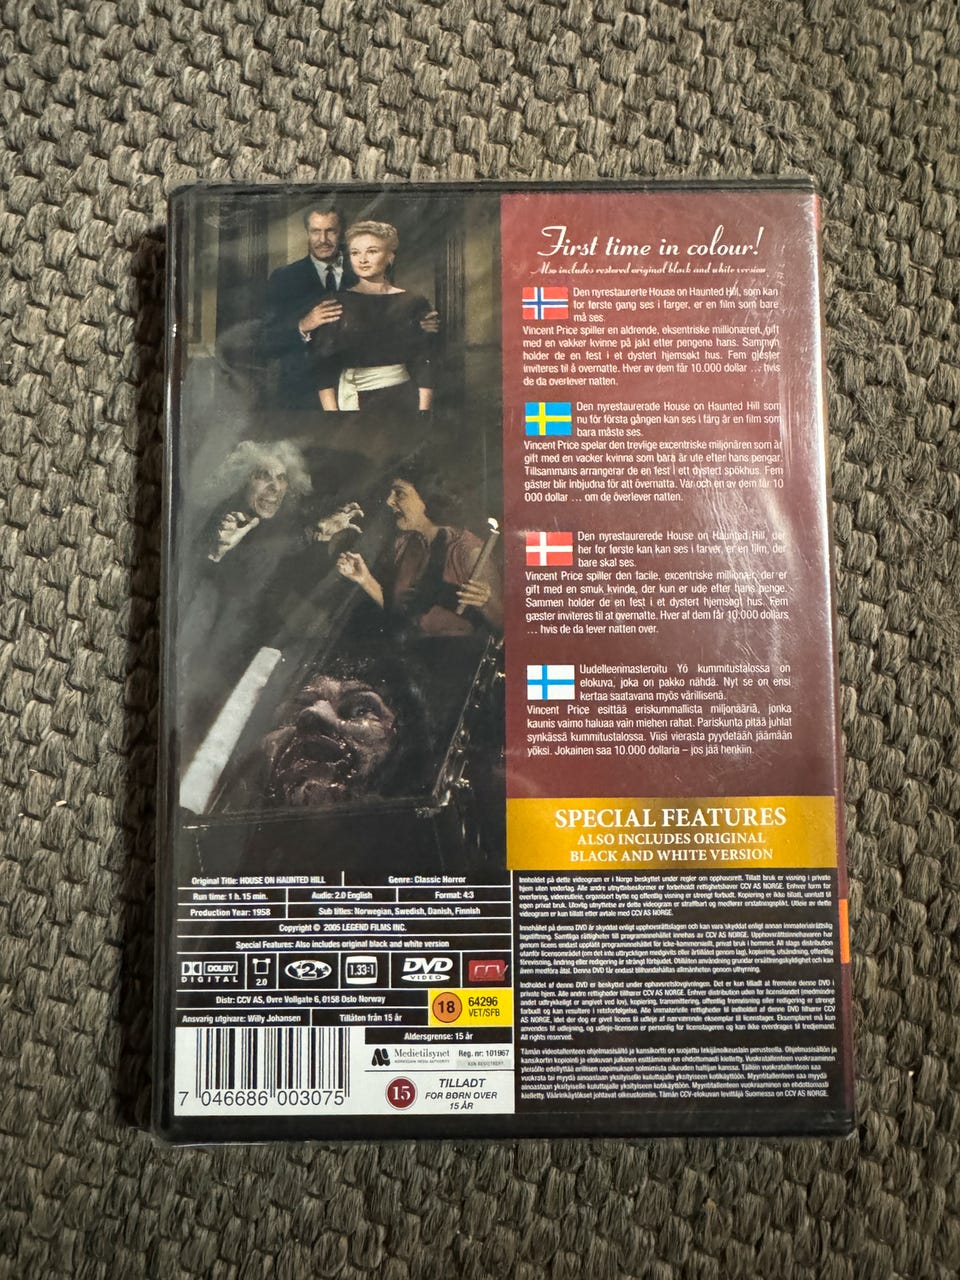 First time in colour!
Also includes restored original black and white version
Den nyrestaurerte House on Haunted Hill, som kan
for første gang ses i farger, er en film som bare
må ses.
Vincent Price spiller en aldrende, eksentriske millionæren, gift
med en vakker kvinne på jakt etter pengene hans. Sammen
holder de en fest i et dystert hjemsøkt hus. Fem gjester
inviteres til å overnatte. Hver av dem får 10.000 dollar ... hvis
de da overlever natten.
Den nyrestaurerade House on Haunted Hill som
nu för första gången kan ses i färg är en film som
bara måste ses.
Vincent Price spelar den trevlige excentriske miljonären som är
gift med en vacker kvinna som bara är ute efter hans pengar.
Tillsammans arrangerar de en fest i ett dystert spökhus. Fem
gäster blir inbjudna för att övernatta. Var och en av dem får 10
000 dollar ... om de överlever natten.
Den nyrestaurerede House on Haunted Hill, der
her for første kan kan ses i farver, er en film, der
bare skal ses.
Vincent Price spiller den facile, excentriske millionær, der er
gift med en smuk kvinde, der kun er ude efter hans penge.
Sammen holder de en fest i et dystert hjemsøgt hus. Fem
gæster inviteres til at overnatte. Hver af dem får 10.000 dollars
... hvis de da lever natten over.
Uudelleenmasteroitu Yö kummitustalossa on
elokuva, joka on pakko nähdä. Nyt se on ensi
kertaa saatavana myös värillisenä.
Vincent Price esittää eriskummallista miljonääriä, jonka
kaunis vaimo haluaa vain miehen rahat. Pariskunta pitää juhlat
synkässä kummitustalossa. Viisi vierasta pyydetään jäämään
yöksi. Jokainen saa 10.000 dollaria – jos jää henkiin.
SPECIAL FEATURES
ALSO INCLUDES ORIGINAL
BLACK AND WHITE VERSION
Original Title: HOUSE ON HAUNTED HILL Genre: Classic Horror
Run time: 1 h. 15 min. Audio: 2.0 English Format: 4:3
Production Year: 1958 Sub titles: Norwegian, Swedish, Danish, Finnish
Copyright © 2005 LEGEND FILMS INC.
Special Features: Also includes original black and white version
DOLBY DIGITAL 2.0 2 1.33:1 DVD VIDEO
Distr: CCV AS, Øvre Vollgate 6, 0158 Oslo Norway
18 64296
VET/SFB
Ansvarig utgivare: Willy Johansen Tillåten från 15 år
Aldersgrense: 15 år
Medietilsynet Reg. nr: 101967
NORWEGIAN MEDIA AUTHORITY
15 TILLADT
FOR BØRN OVER
15 ÅR
7 046686 003075